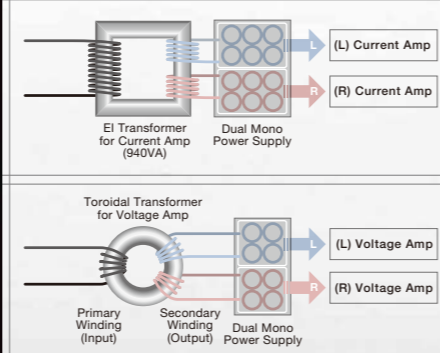 L
(L) Current Amp
R
(R) Current Amp
EI Transformer
for Current Amp
(940VA)
Dual Mono
Power Supply
Toroidal Transformer
for Voltage Amp
L
(L) Voltage Amp
R
(R) Voltage Amp
Primary
Winding
(Input)
Secondary
Winding
(Output)
Dual Mono
Power Supply